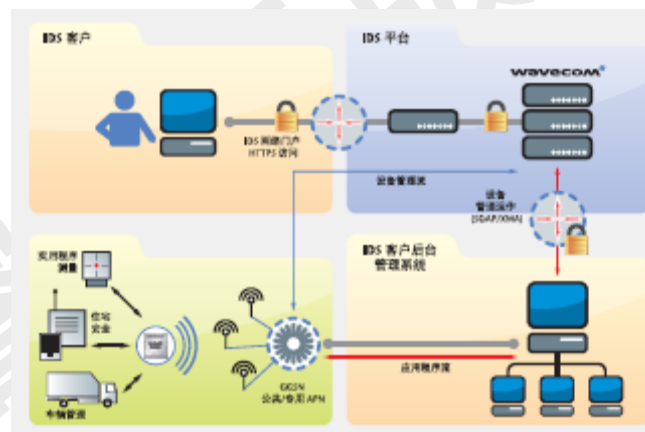 IDS 客户
IDS 平台
wavecom
IDS 网络门户
HTTPS 访问
设备管理流
设备
管理运作
(SOAP/XMA)
实用程序
测量
住宅
安全
车辆管理
GGSN
公共/专用 APN
IDS 客户后台
管理系统
应用程序流